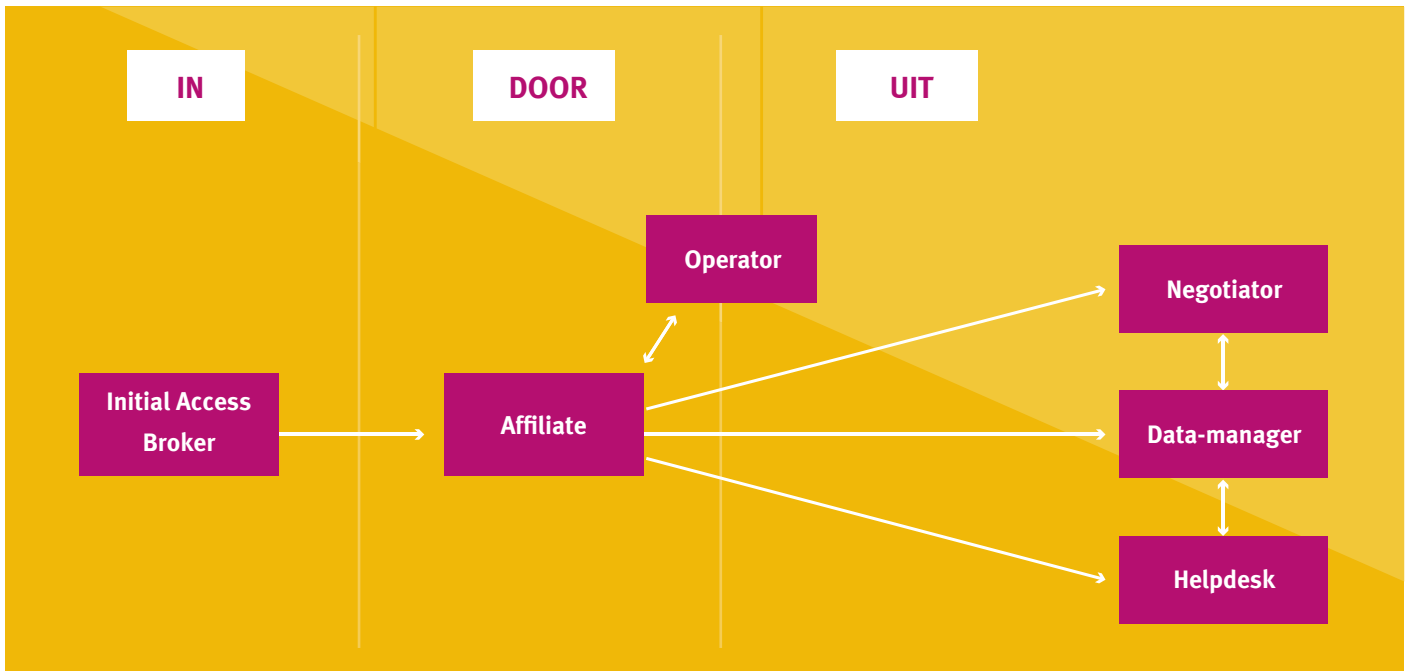 IN
DOOR
UIT
Operator
Negotiator
Initial Access
Broker
Affiliate
Data-manager
Helpdesk